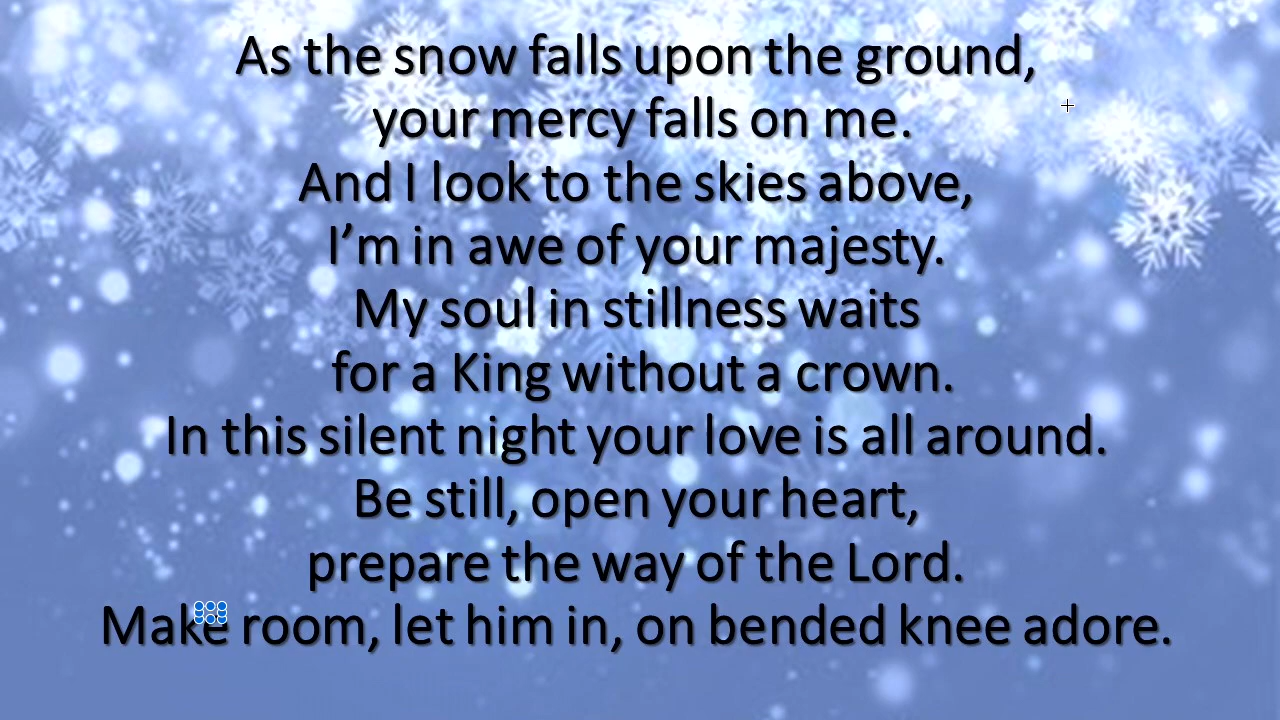 As the snow falls upon the ground,
your mercy falls on me.
And I look to the skies above,
I’m in awe of your majesty.
My soul in stillness waits
for a King without a crown.
In this silent night your love is all around.
Be still, open your heart,
prepare the way of the Lord.
Make room, let him in, on bended knee adore.